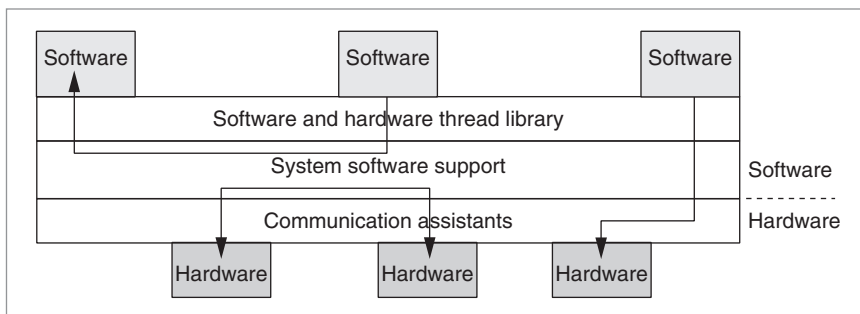 Software Software Software
Software and hardware thread library
System software support
Software
Communication assistants
Hardware
Hardware Hardware Hardware